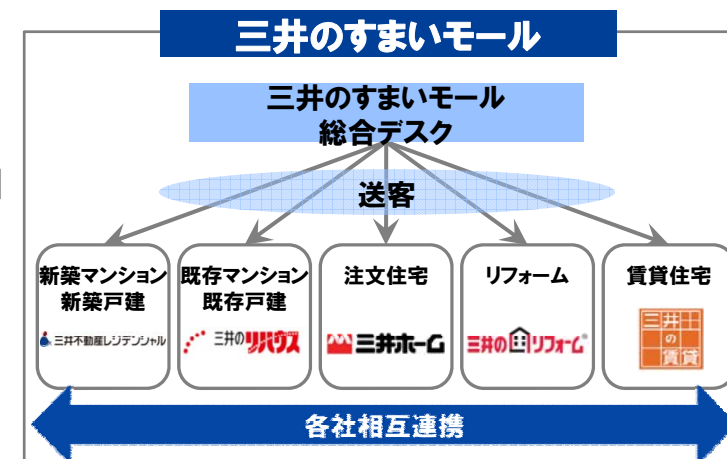 三井のすまいモール
三井のすまいモール
総合デスク
送客
新築マンション
新築戸建
三井不動産レジデンシャル
既存マンション
既存戸建
三井のリハウス
注文住宅
三井ホーム
リフォーム
三井のリフォーム
賃貸住宅
三井
の
賃貸
各社相互連携